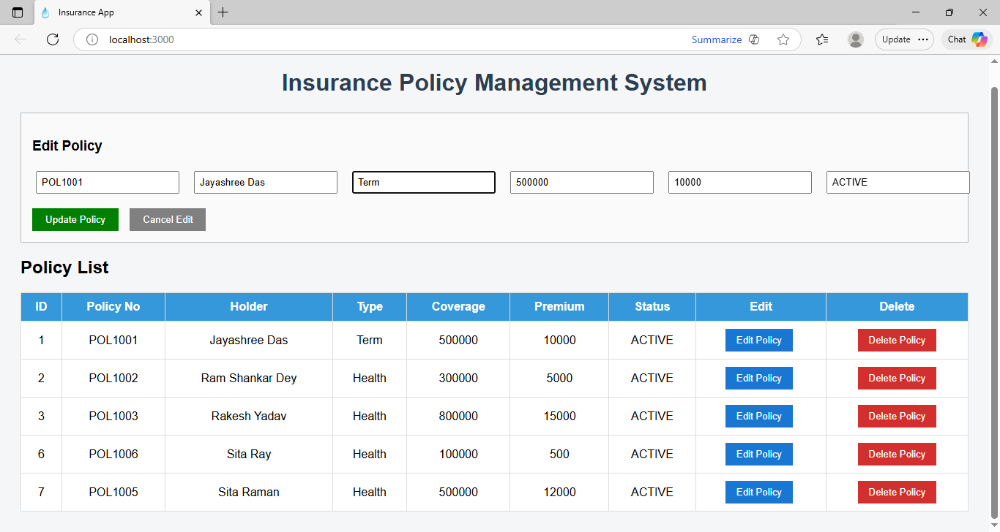 Insurance App
localhost:3000
Summarize
Update
Chat
Insurance Policy Management System
Edit Policy
POL1001 Jayashree Das Term 500000 10000 ACTIVE
Update Policy Cancel Edit
Policy List
ID Policy No Holder Type Coverage Premium Status Edit Delete
1 POL1001 Jayashree Das Term 500000 10000 ACTIVE Edit Policy Delete Policy
2 POL1002 Ram Shankar Dey Health 300000 5000 ACTIVE Edit Policy Delete Policy
3 POL1003 Rakesh Yadav Health 800000 15000 ACTIVE Edit Policy Delete Policy
6 POL1006 Sita Ray Health 100000 500 ACTIVE Edit Policy Delete Policy
7 POL1005 Sita Raman Health 500000 12000 ACTIVE Edit Policy Delete Policy